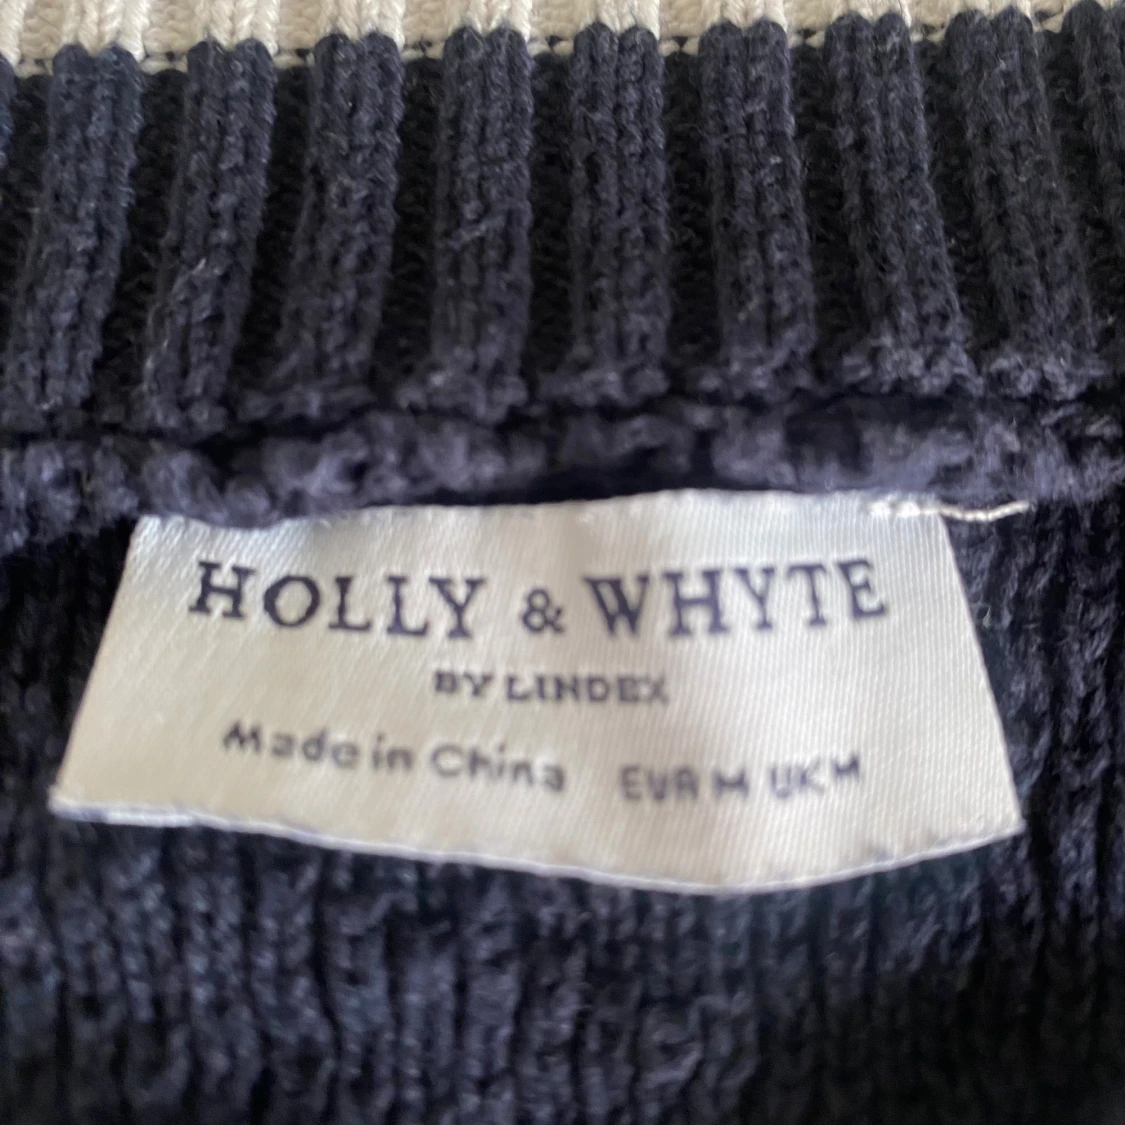 HOLLY & WHYTE
BY LINDEX
Made in China EUR M UK M